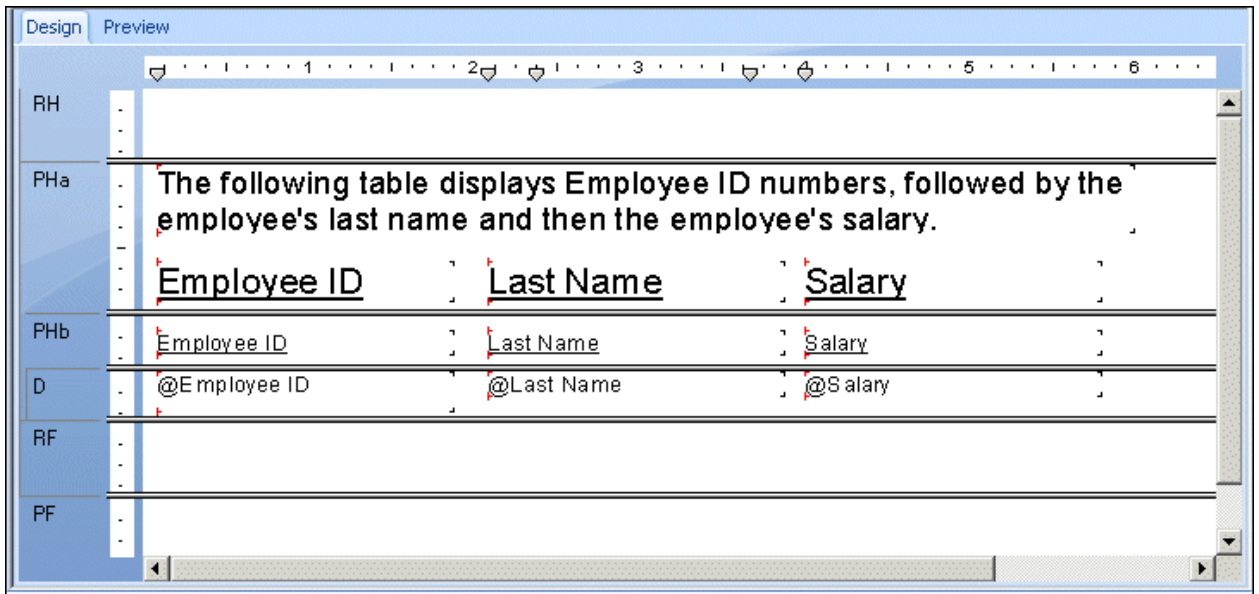 Design Preview
1 2 3 5 6
RH
PHa
The following table displays Employee ID numbers, followed by the
employee's last name and then the employee's salary.
Employee ID Last Name Salary
PHb
Employee ID Last Name Salary
D
@Employee ID @Last Name @Salary
RF
PF